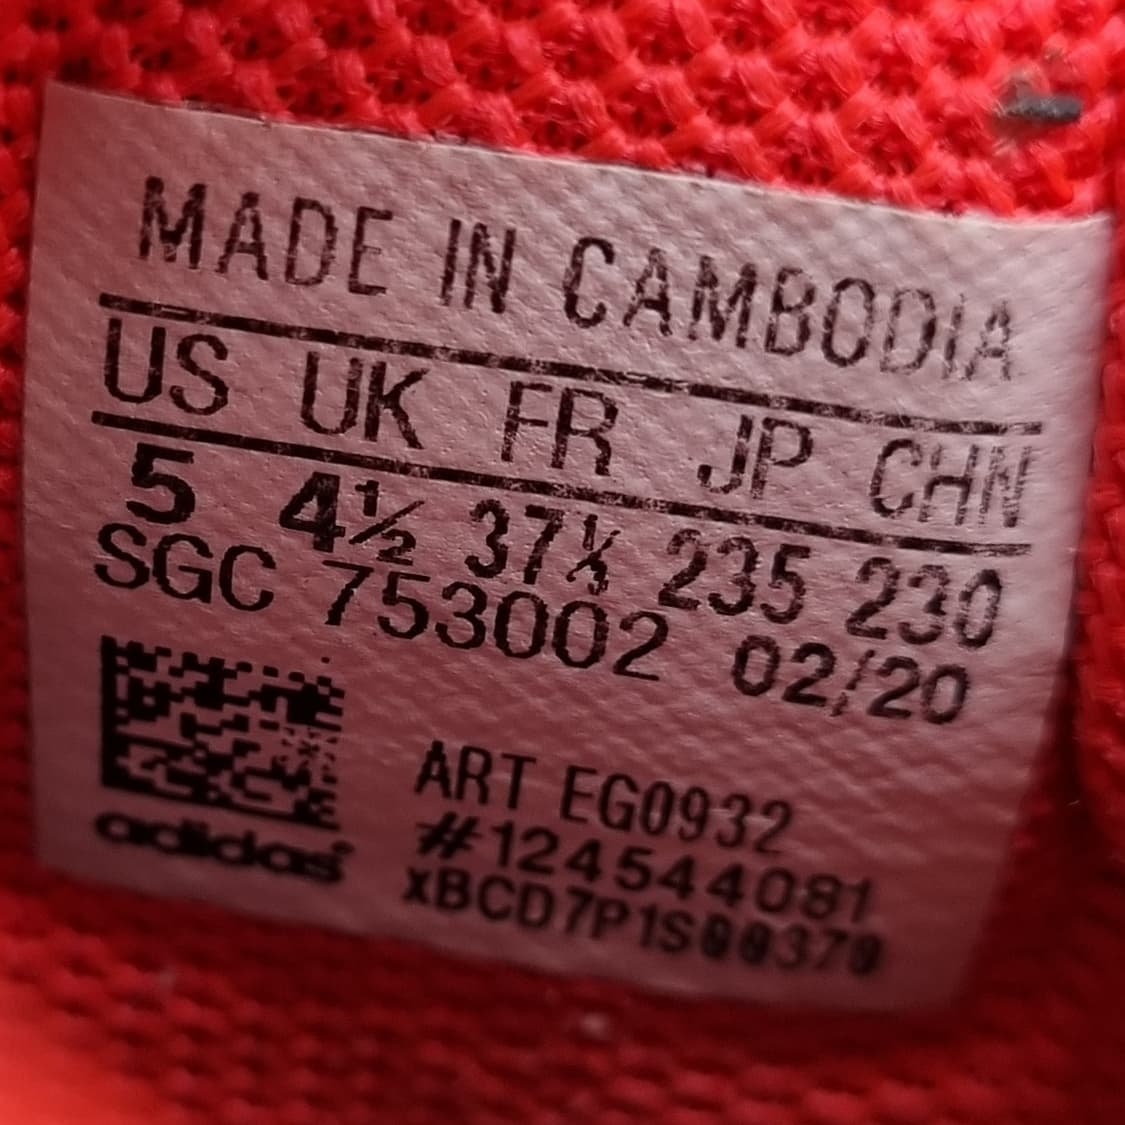 MADE IN CAMBODIA
US UK FR JP CHN
5 4½ 37⅓ 235 230
SGC 753002 02/20
ART EG0932
#124544081
xBCD7P1S00370
adidas